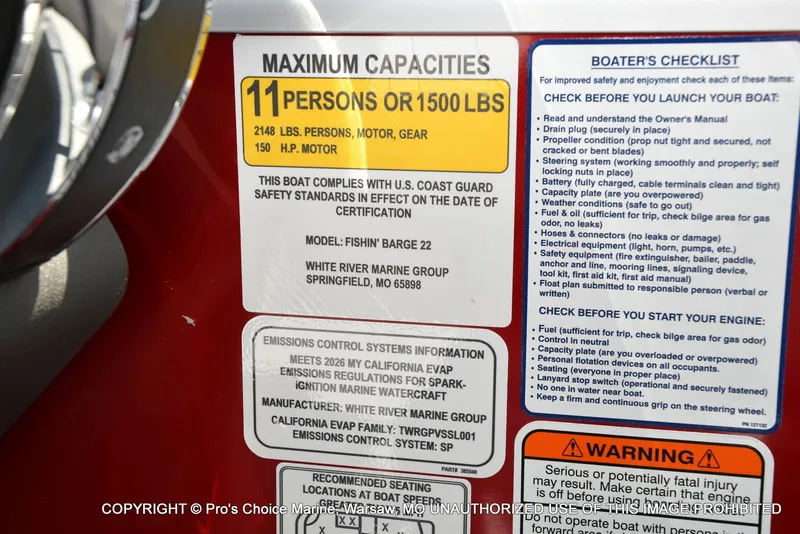 MAXIMUM CAPACITIES
11 PERSONS OR 1500 LBS
2148 LBS. PERSONS, MOTOR, GEAR
150 H.P. MOTOR
THIS BOAT COMPLIES WITH U.S. COAST GUARD
SAFETY STANDARDS IN EFFECT ON THE DATE OF
CERTIFICATION
MODEL: FISHIN' BARGE 22
WHITE RIVER MARINE GROUP
SPRINGFIELD, MO 65898
EMISSIONS CONTROL SYSTEMS INFORMATION
MEETS 2026 MY CALIFORNIA EVAP
EMISSIONS REGULATIONS FOR SPARK-
IGNITION MARINE WATERCRAFT
MANUFACTURER: WHITE RIVER MARINE GROUP
CALIFORNIA EVAP FAMILY: TWRGPVSSL001
EMISSIONS CONTROL SYSTEM: SP
PART# 385540
RECOMMENDED SEATING
LOCATIONS AT BOAT SPEEDS
X X
X
BOATER'S CHECKLIST
For improved safety and enjoyment check each of these Items:
CHECK BEFORE YOU LAUNCH YOUR BOAT:
• Read and understand the Owner's Manual
• Drain plug (securely in place)
• Propeller condition (prop nut tight and secured, not
cracked or bent blades)
• Steering system (working smoothly and properly; self
locking nuts in place)
• Battery (fully charged, cable terminals clean and tight)
• Capacity plate (are you overpowered)
• Weather conditions (safe to go out)
• Fuel & oil (sufficient for trip, check bilge area for gas
odor, no leaks)
• Hoses & connectors (no leaks or damage)
• Electrical equipment (light, horn, pumps, etc.)
• Safety equipment (fire extinguisher, bailer, paddle,
anchor and line, mooring lines, signaling device,
tool kit, first aid kit, first aid manual)
• Float plan submitted to responsible person (verbal or
written)
CHECK BEFORE YOU START YOUR ENGINE:
• Fuel (sufficient for trip, check bilge area for gas odor)
• Control in neutral
• Capacity plate (are you overloaded or overpowered)
• Personal flotation devices on all occupants.
• Seating (everyone in proper place)
• Lanyard stop switch (operational and securely fastened)
• No one in water near boat.
• Keep a firm and continuous grip on the steering wheel.
PN 121132
WARNING
Serious or potentially fatal injury
may result. Make certain that engine
is off before using
Do not operate boat with persons in the
COPYRIGHT © Pro's Choice Marine, Warsaw, MO UNAUTHORIZED USE OF THIS IMAGE PROHIBITED